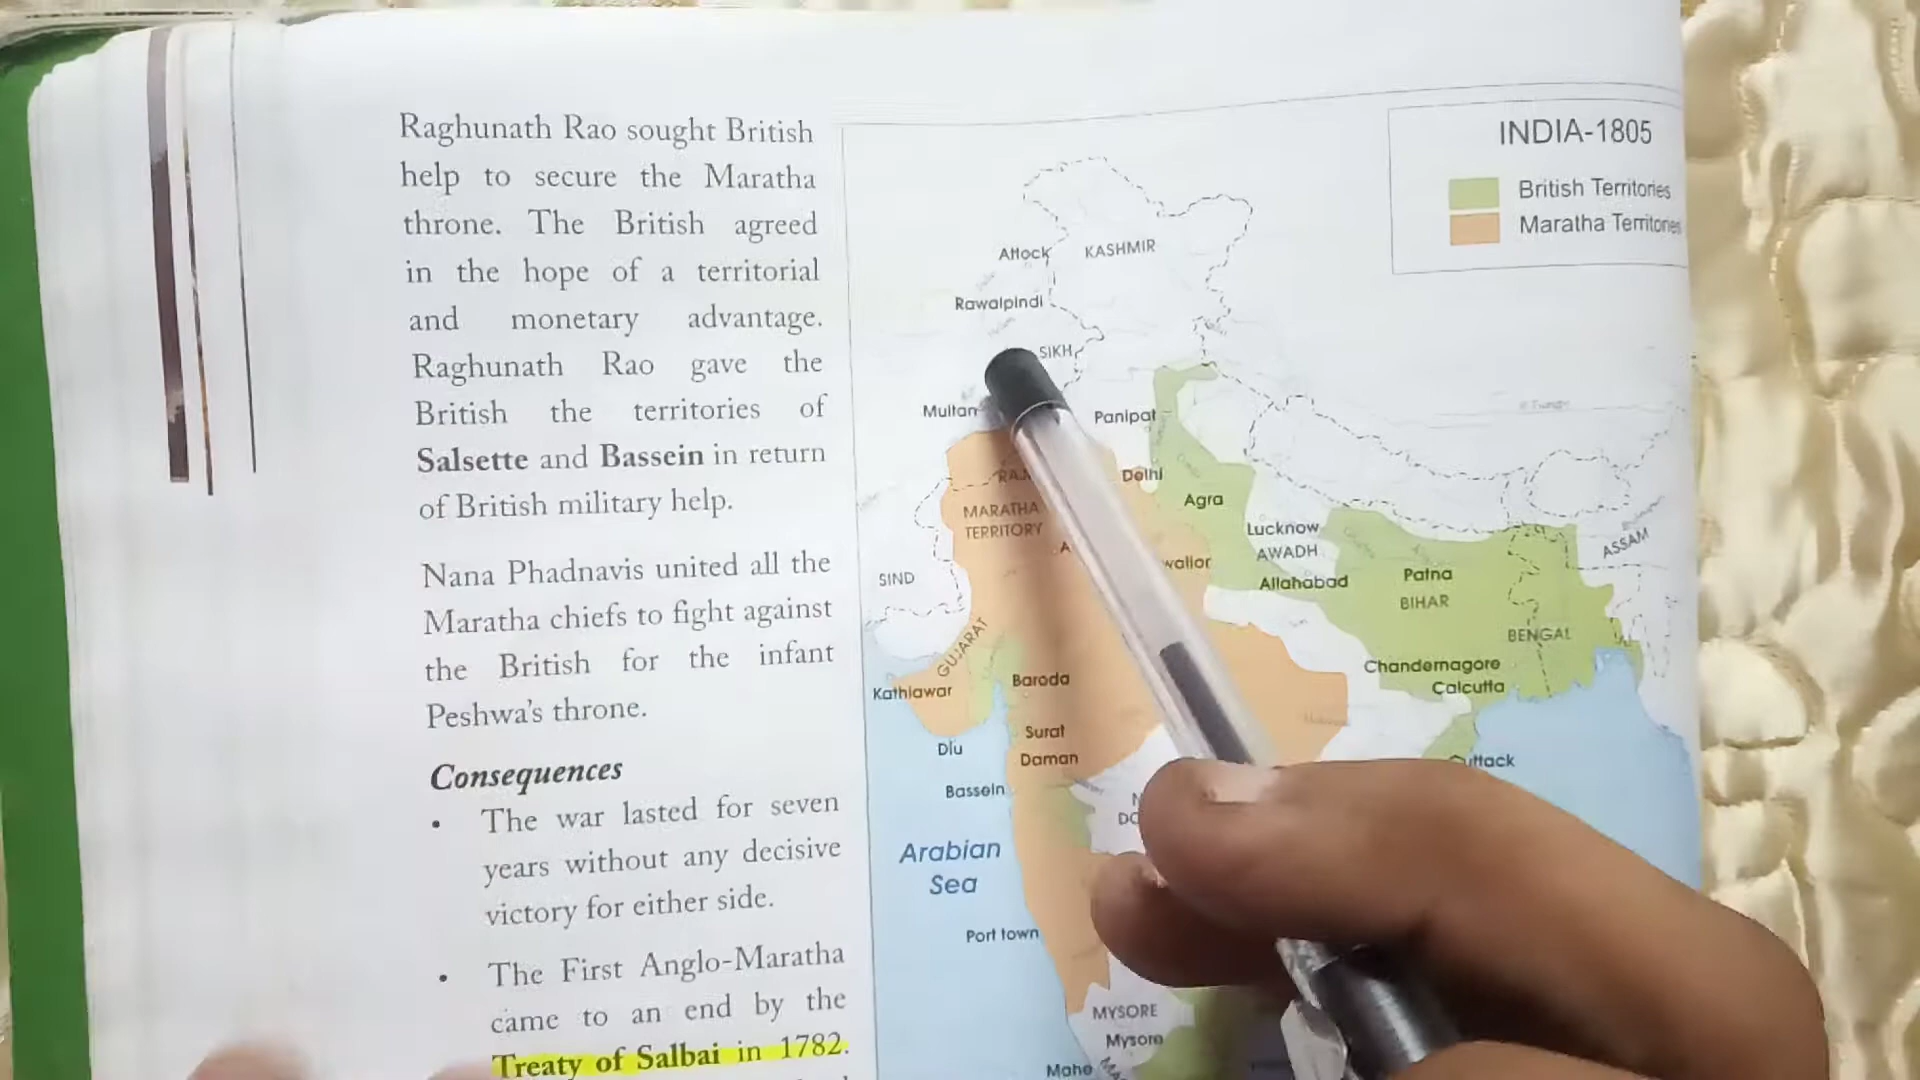 Raghunath Rao sought British
help to secure the Maratha
throne. The British agreed
in the hope of a territorial
and monetary advantage.
Raghunath Rao gave the
British the territories of
Salsette and Bassein in return
of British military help.
Nana Phadnavis united all the
Maratha chiefs to fight against
the British for the infant
Peshwa's throne.
Consequences
• The war lasted for seven
years without any decisive
victory for either side.
• The First Anglo-Maratha
came to an end by the
Treaty of Salbai in 1782.
INDIA-1805
British Territories
Maratha Territories
Attock
KASHMIR
Rawalpindi
SIKH
Multan
Panipat
Delhi
Agra
MARATHA
TERRITORY
Lucknow
AWADH
ASSAM
SIND
Allahabad
Patna
BIHAR
BENGAL
GUJARAT
Kathiawar
Baroda
Chandernagore
Calcutta
Diu
Surat
Daman
Bassein
Arabian
Sea
Port town
MYSORE
Mysore
Mahe